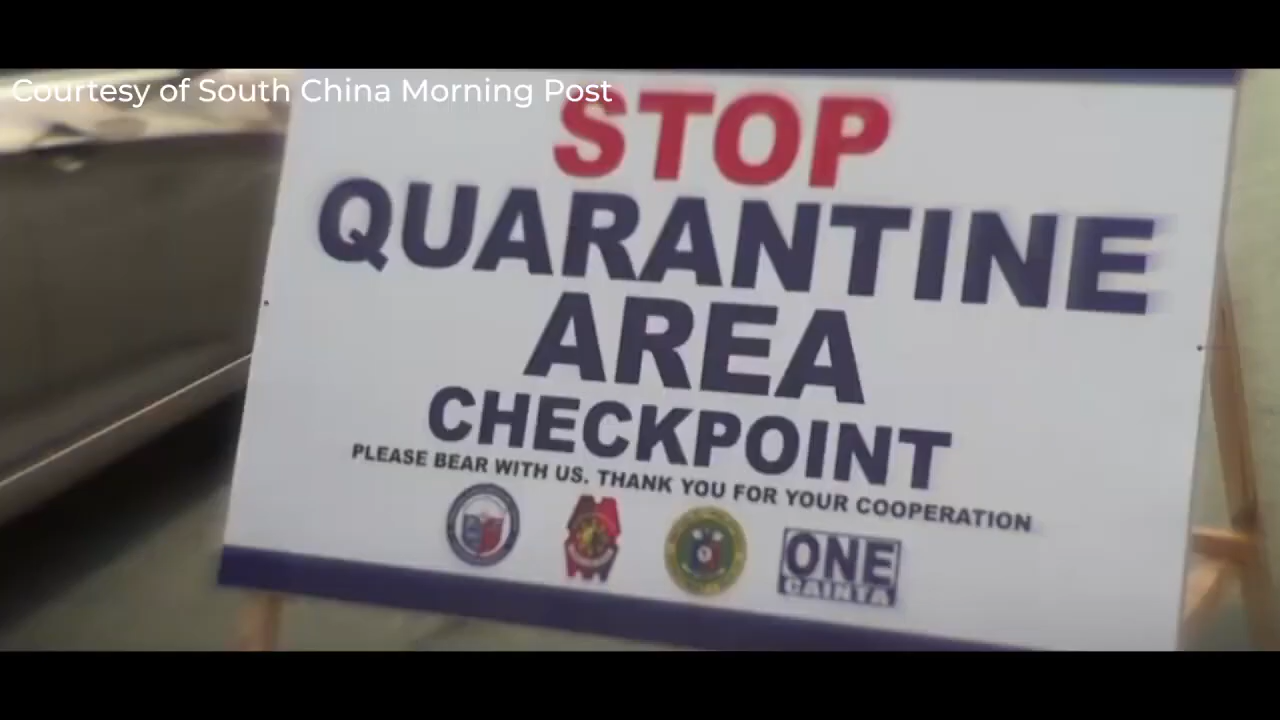 Courtesy of South China Morning Post
STOP
QUARANTINE
AREA
CHECKPOINT
PLEASE BEAR WITH US. THANK YOU FOR YOUR COOPERATION
ONE
CAINTA